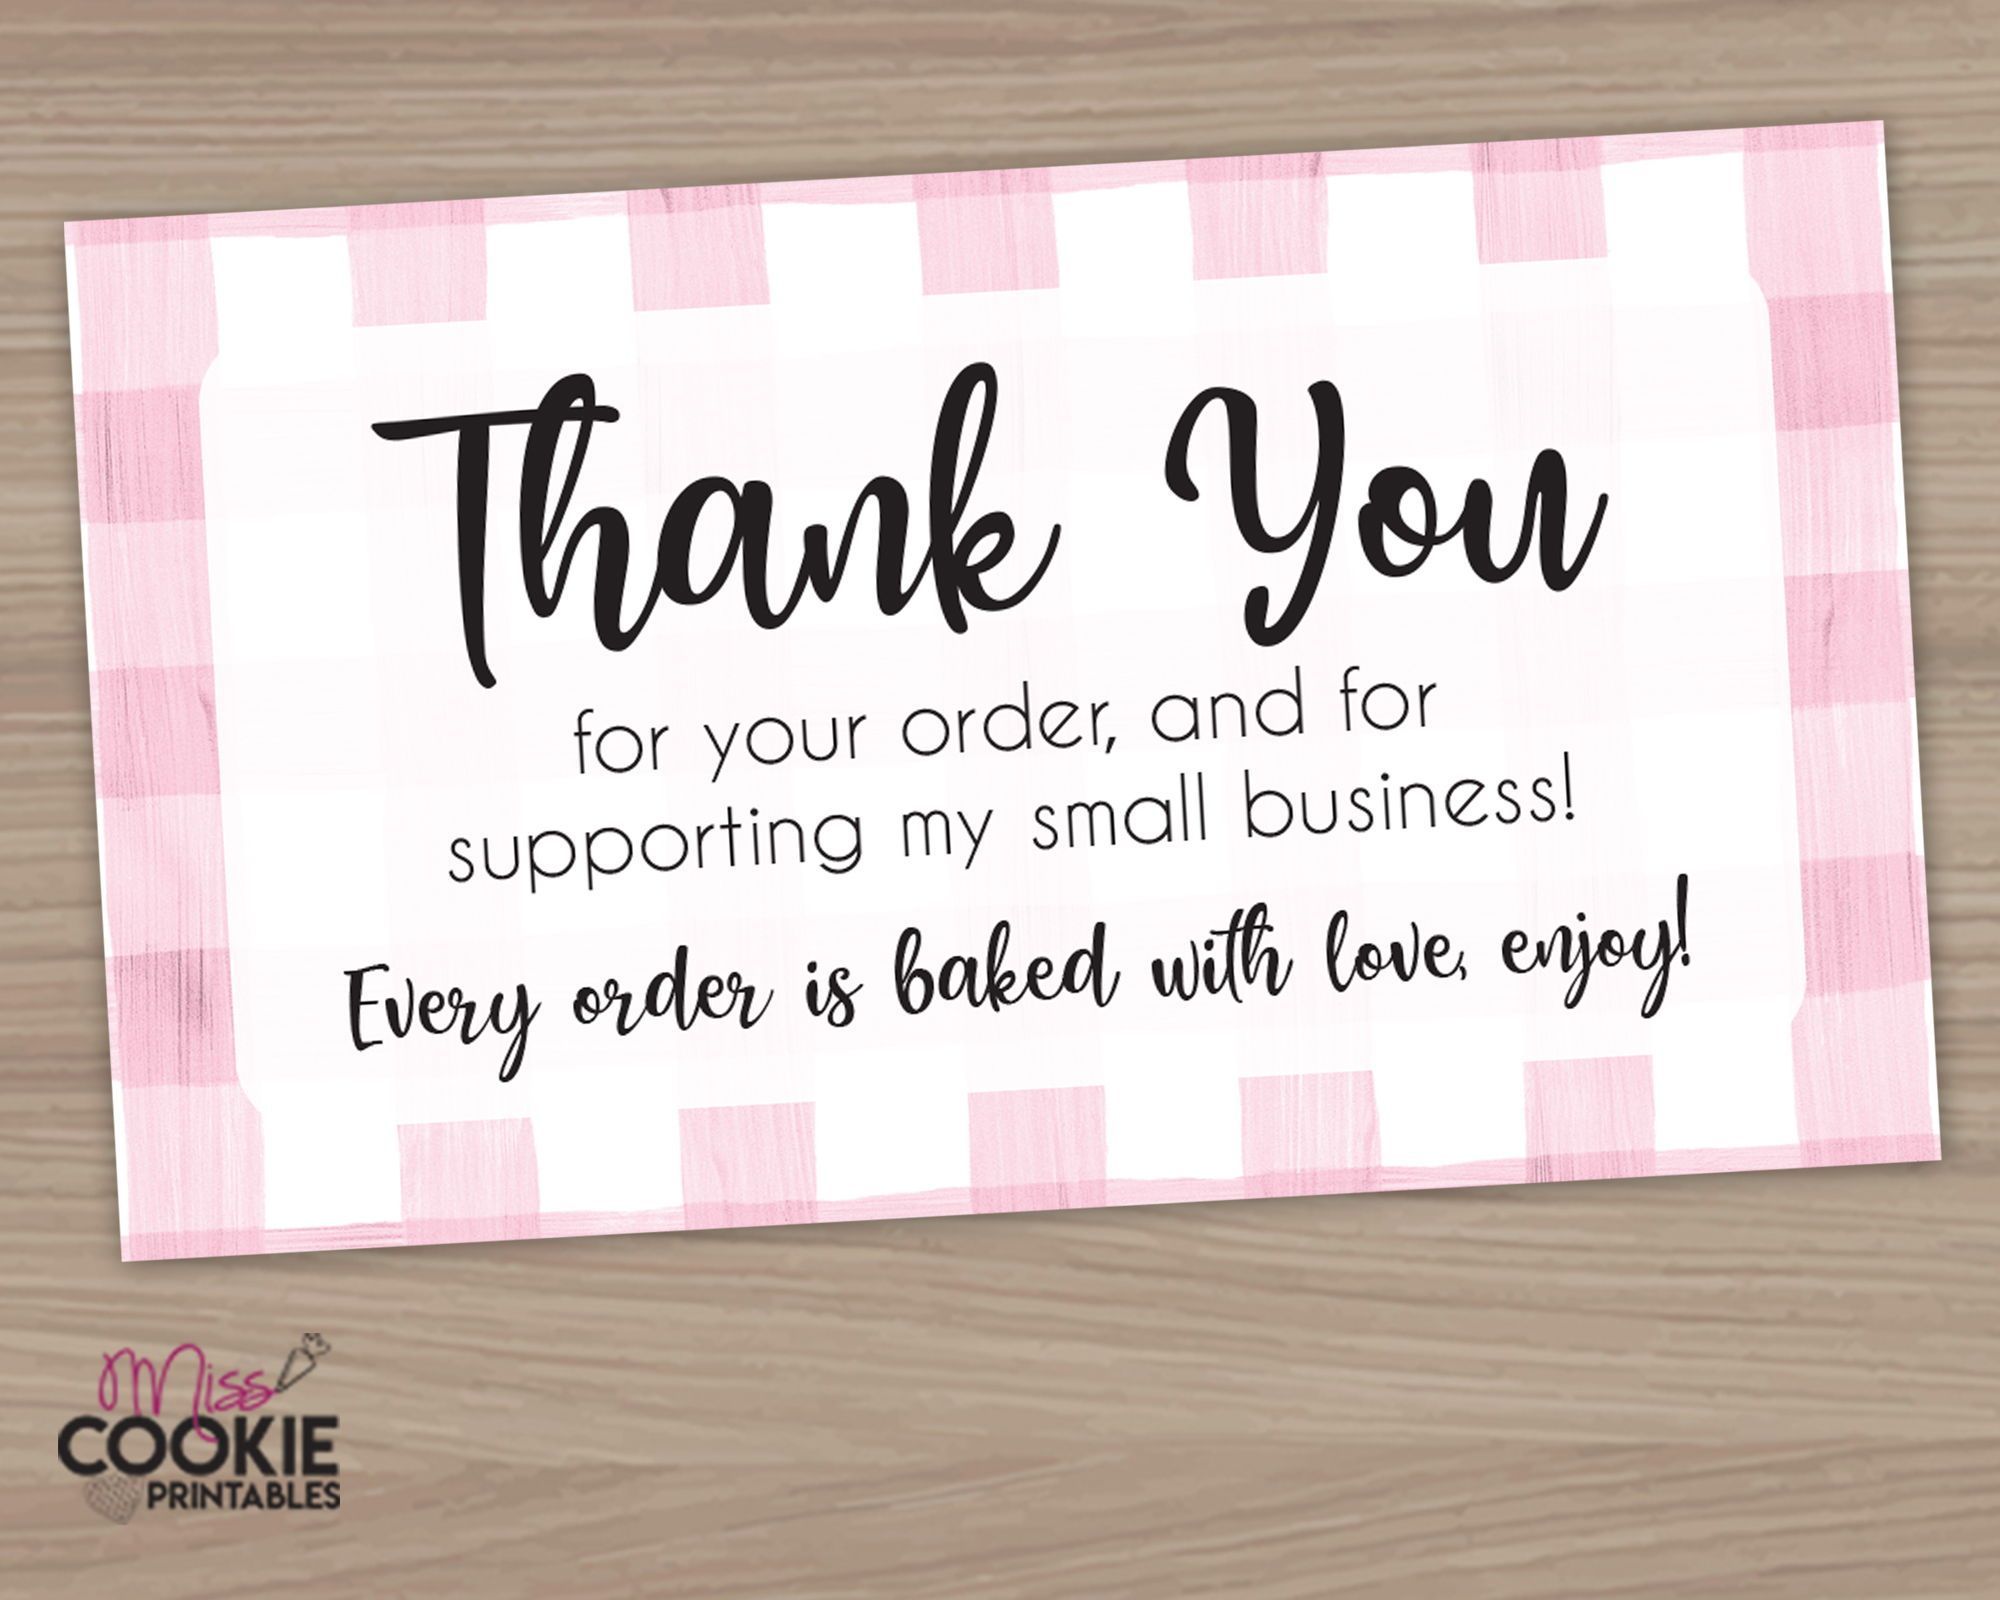 Thank You
for your order, and for
supporting my small business!
Every order is baked with love, enjoy!
Miss
COOKIE
PRINTABLES